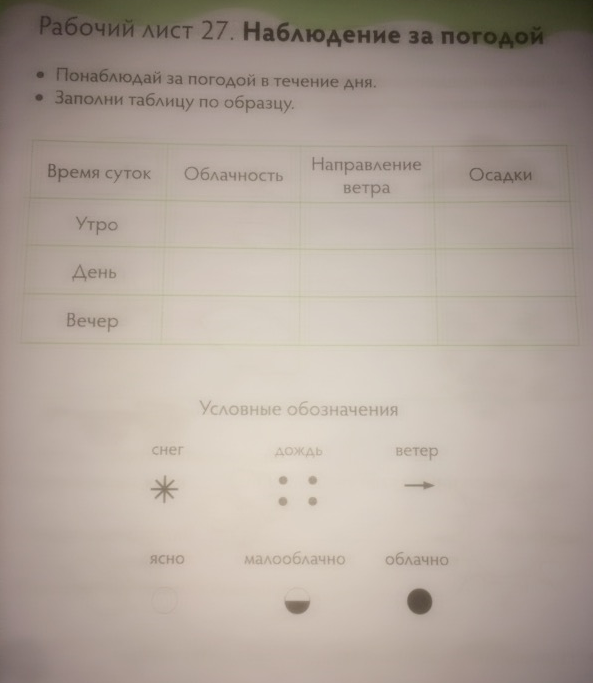 Рабочий лист 27. Наблюдение за погодой
• Понаблюдай за погодой в течение дня.
• Заполни таблицу по образцу.
Время суток Облачность Направление ветра Осадки
Утро
День
Вечер
Условные обозначения
снег дождь ветер
ясно малооблачно облачно